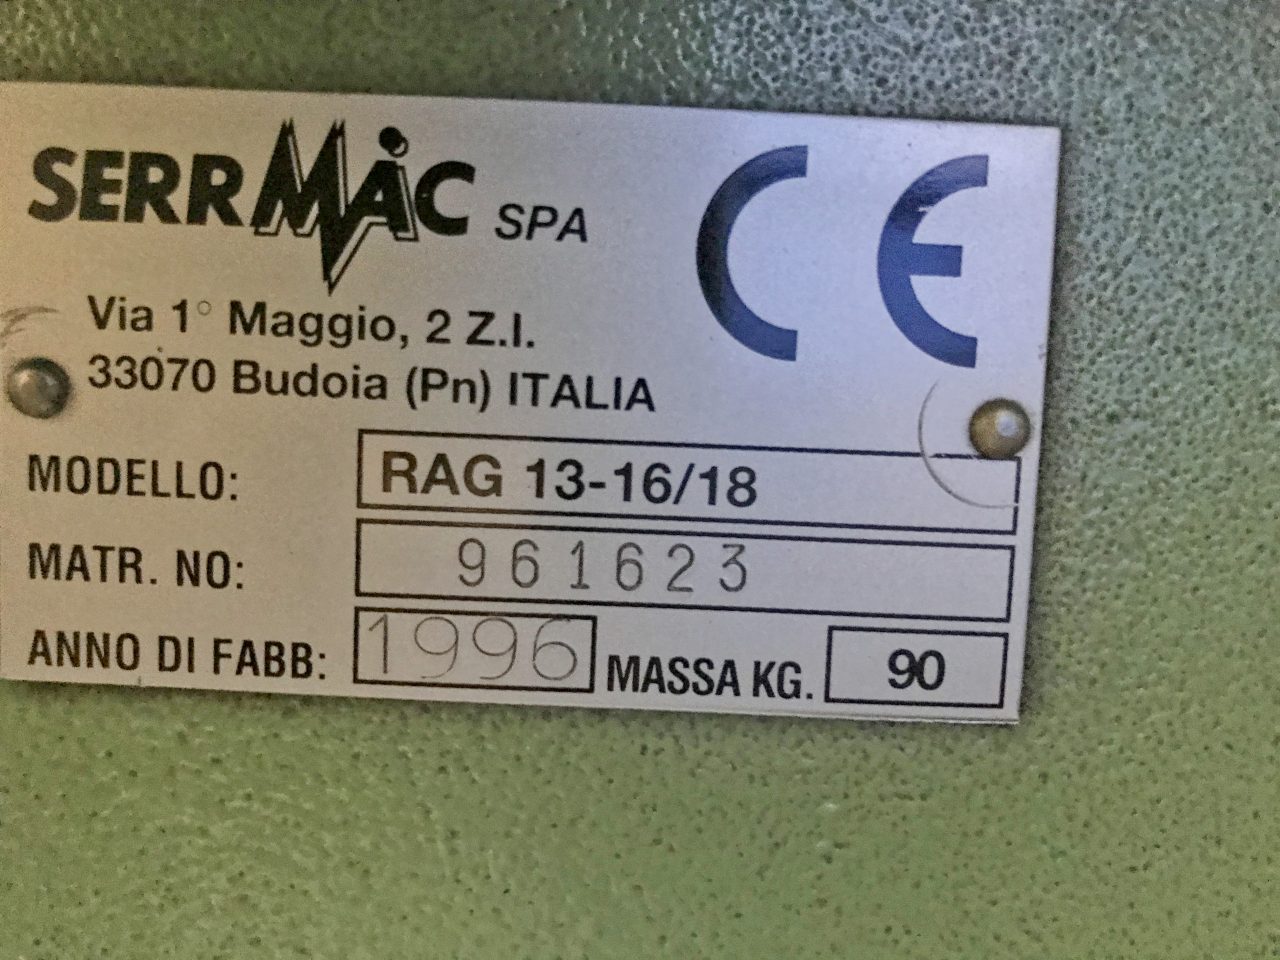 SERRMAC SPA
CE
Via 1° Maggio, 2 Z.I.
33070 Budoia (Pn) ITALIA
MODELLO: RAG 13-16/18
MATR. NO: 961623
ANNO DI FABB: 1996 MASSA KG. 90